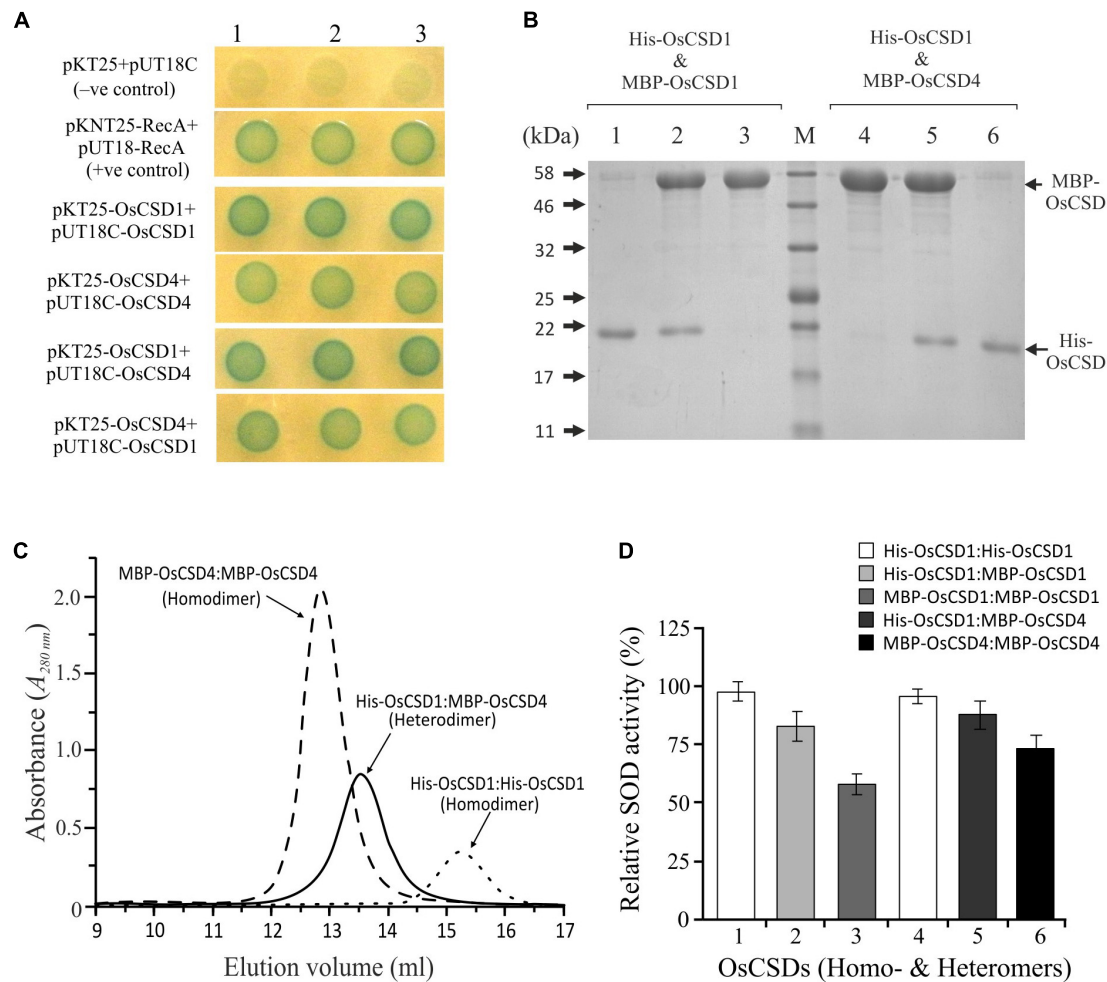 A
1 2 3
pKT25+pUT18C
(–ve control)
pKNT25-RecA+
pUT18-RecA
(+ve control)
pKT25-OsCSD1+
pUT18C-OsCSD1
pKT25-OsCSD4+
pUT18C-OsCSD4
pKT25-OsCSD1+
pUT18C-OsCSD4
pKT25-OsCSD4+
pUT18C-OsCSD1
B
His-OsCSD1
&
MBP-OsCSD1
His-OsCSD1
&
MBP-OsCSD4
(kDa) 1 2 3 M 4 5 6
58
46
32
25
22
17
11
MBP-
OsCSD
His-
OsCSD
C
MBP-OsCSD4:MBP-OsCSD4
(Homodimer)
His-OsCSD1:MBP-OsCSD4
(Heterodimer)
His-OsCSD1:His-OsCSD1
(Homodimer)
Absorbance (A280 nm)
2.0
1.5
1.0
0.5
0
9 10 11 12 13 14 15 16 17
Elution volume (ml)
D
His-OsCSD1:His-OsCSD1
His-OsCSD1:MBP-OsCSD1
MBP-OsCSD1:MBP-OsCSD1
His-OsCSD1:MBP-OsCSD4
MBP-OsCSD4:MBP-OsCSD4
Relative SOD activity (%)
125
100
75
50
25
0
1 2 3 4 5 6
OsCSDs (Homo- & Heteromers)